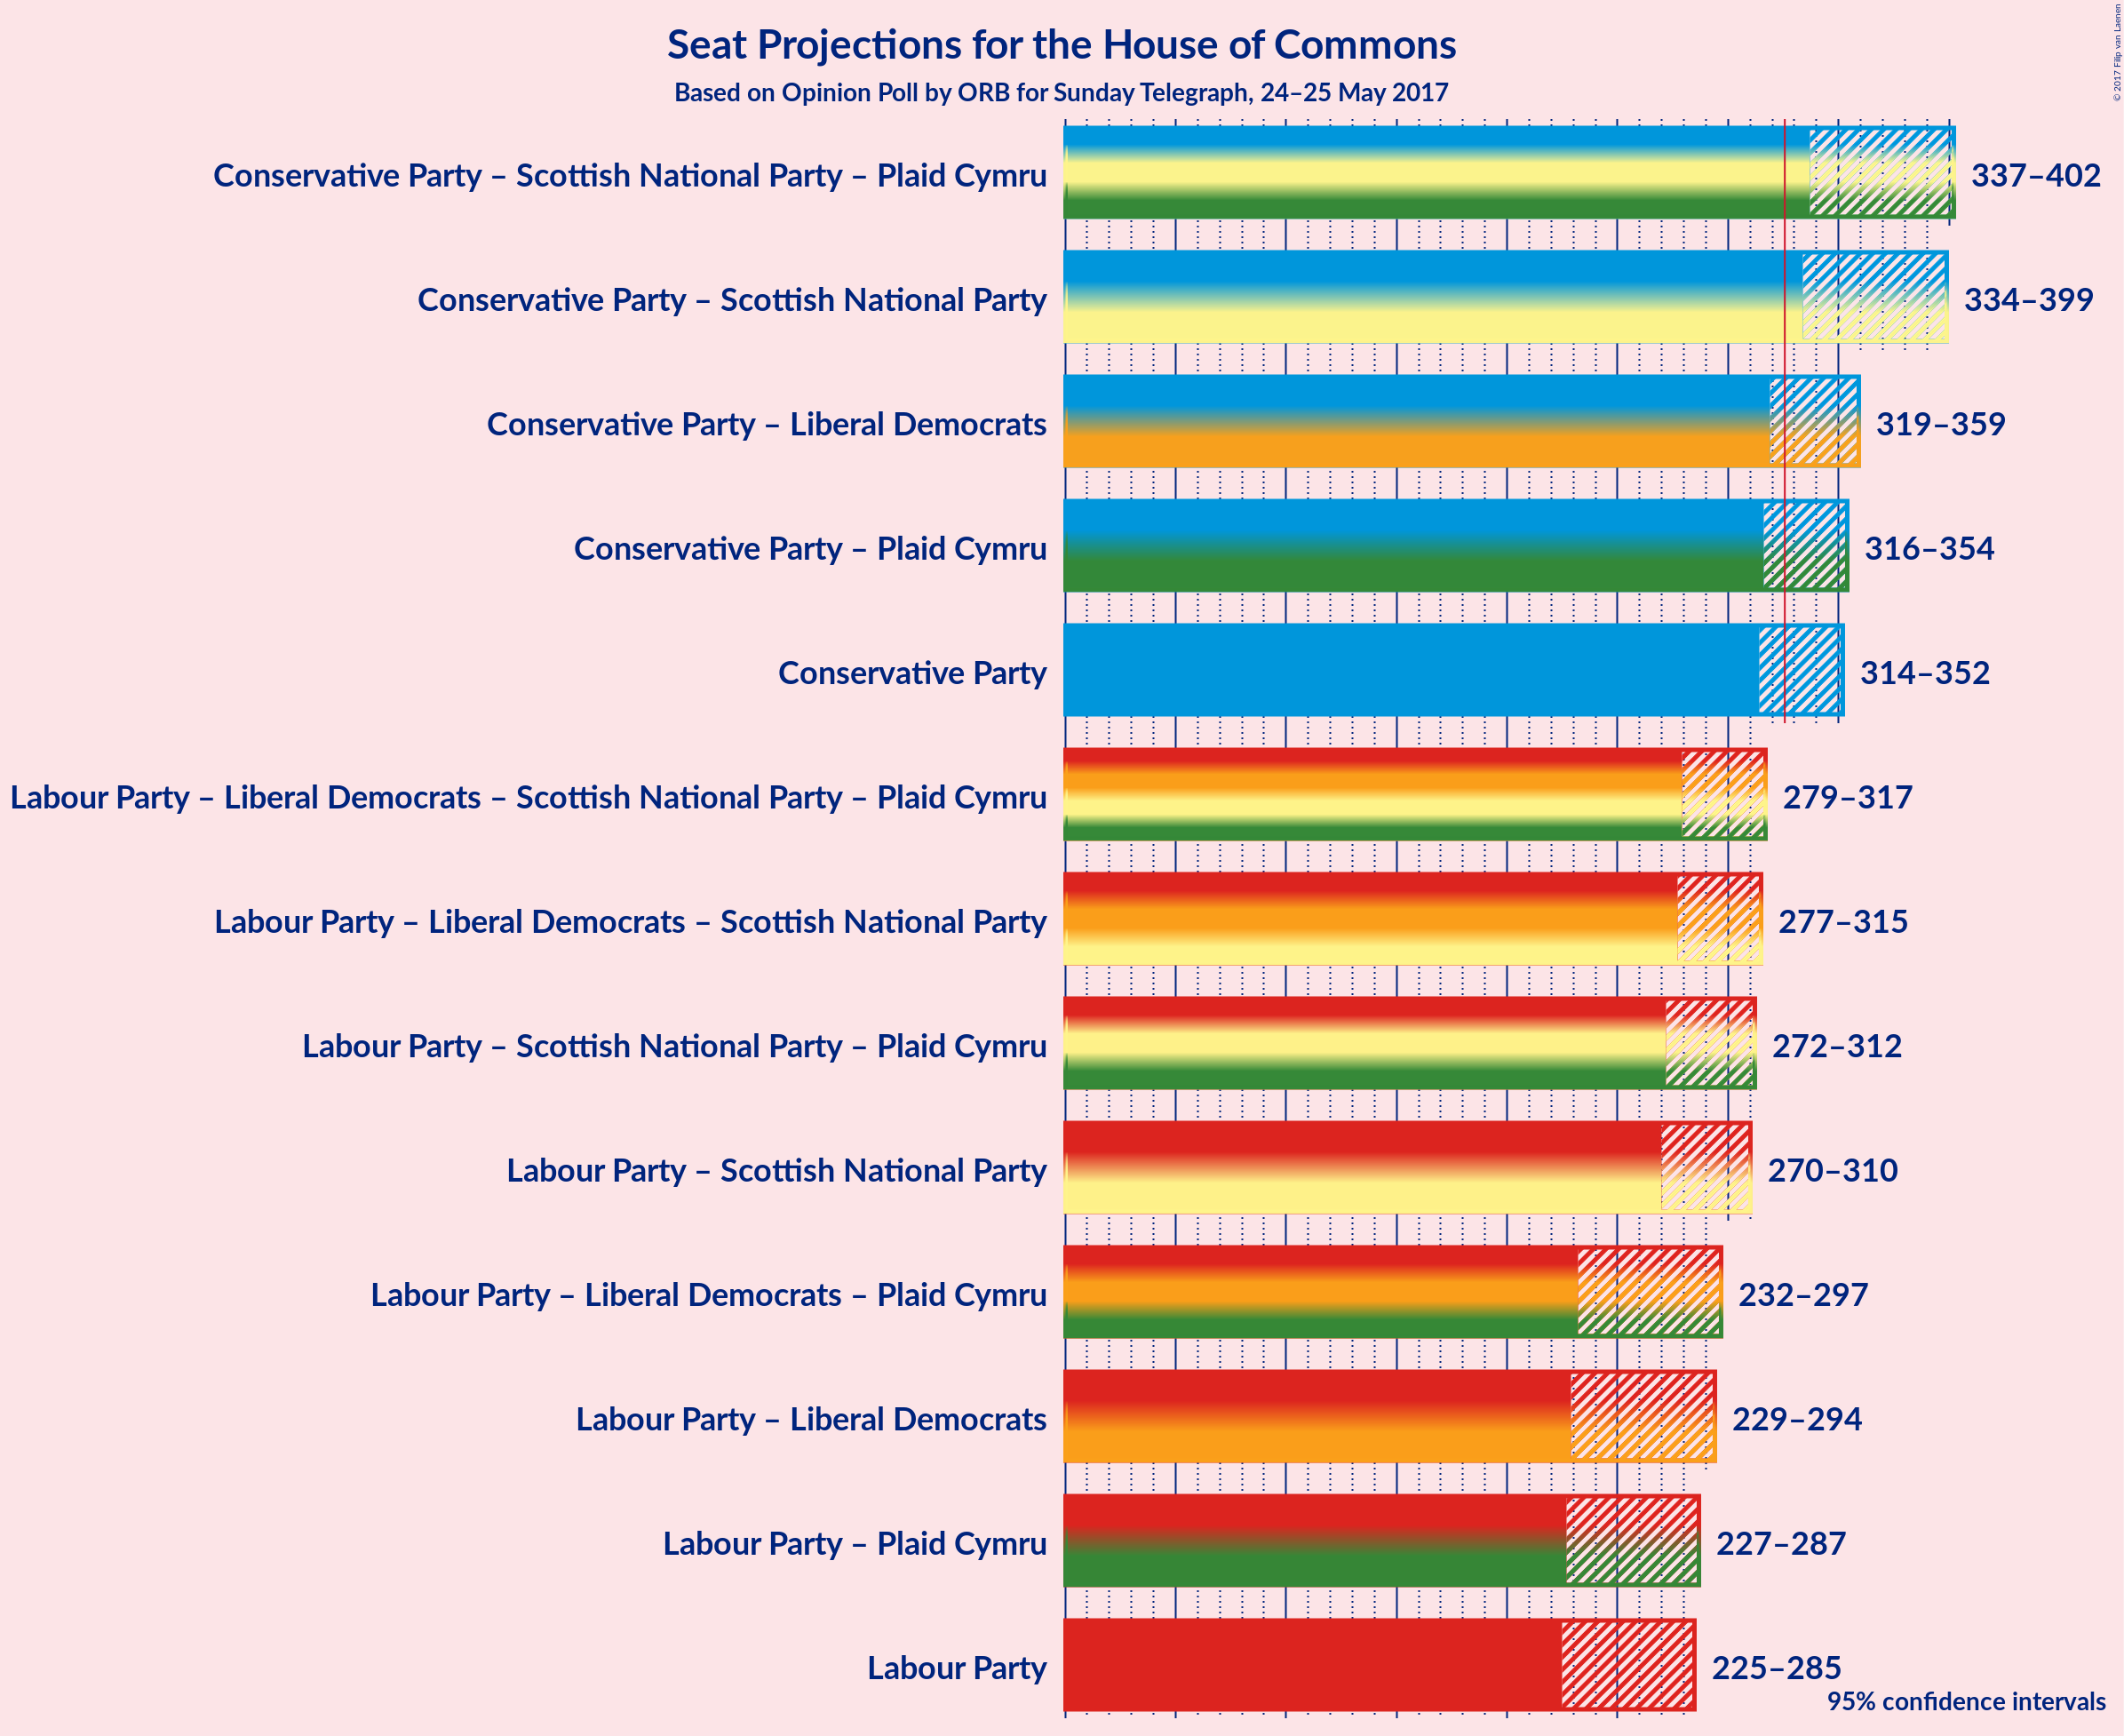 Seat Projections for the House of Commons
Based on Opinion Poll by ORB for Sunday Telegraph, 24–25 May 2017
© 2017 Filip van Laenen
Conservative Party – Scottish National Party – Plaid Cymru 337–402
Conservative Party – Scottish National Party 334–399
Conservative Party – Liberal Democrats 319–359
Conservative Party – Plaid Cymru 316–354
Conservative Party 314–352
Labour Party – Liberal Democrats – Scottish National Party – Plaid Cymru 279–317
Labour Party – Liberal Democrats – Scottish National Party 277–315
Labour Party – Scottish National Party – Plaid Cymru 272–312
Labour Party – Scottish National Party 270–310
Labour Party – Liberal Democrats – Plaid Cymru 232–297
Labour Party – Liberal Democrats 229–294
Labour Party – Plaid Cymru 227–287
Labour Party 225–285
95% confidence intervals